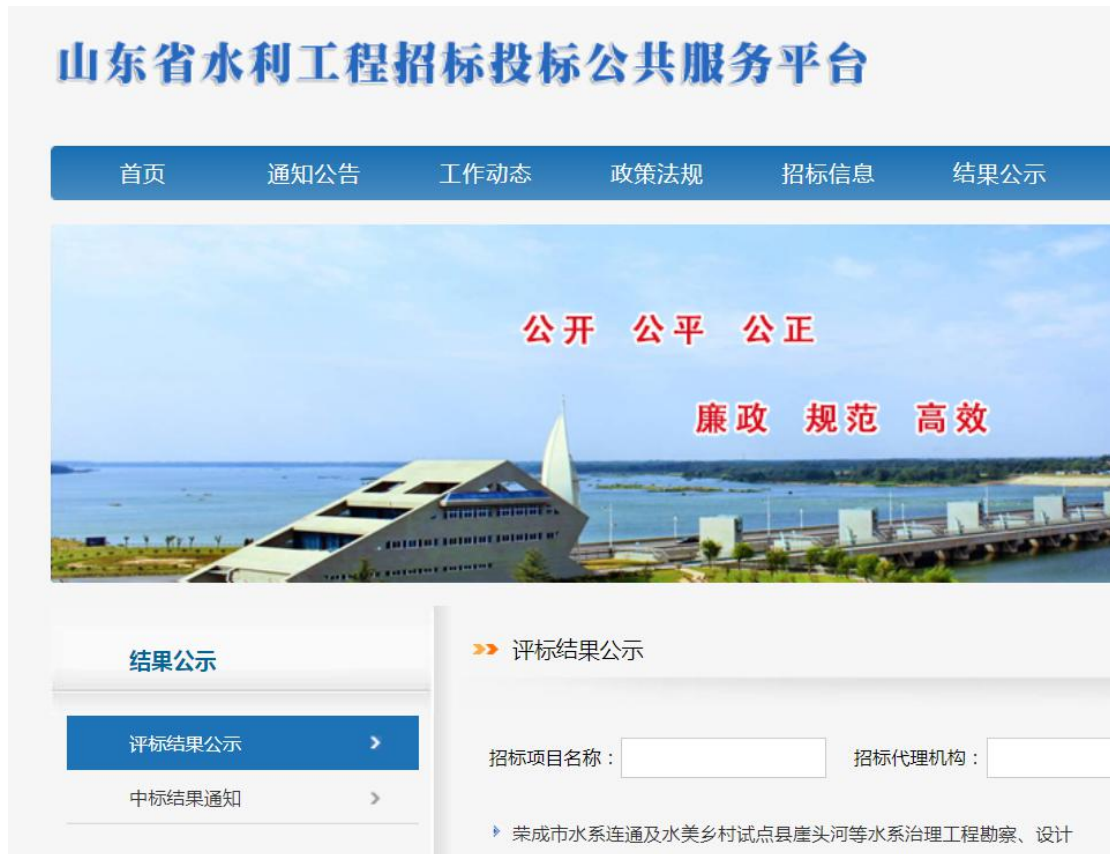 山东省水利工程招标投标公共服务平台
首页 通知公告 工作动态 政策法规 招标信息 结果公示
公开 公平 公正
廉政 规范 高效
结果公示
评标结果公示
中标结果通知
评标结果公示
招标项目名称： 招标代理机构：
荣成市水系连通及水美乡村试点县崖头河等水系治理工程勘察、设计